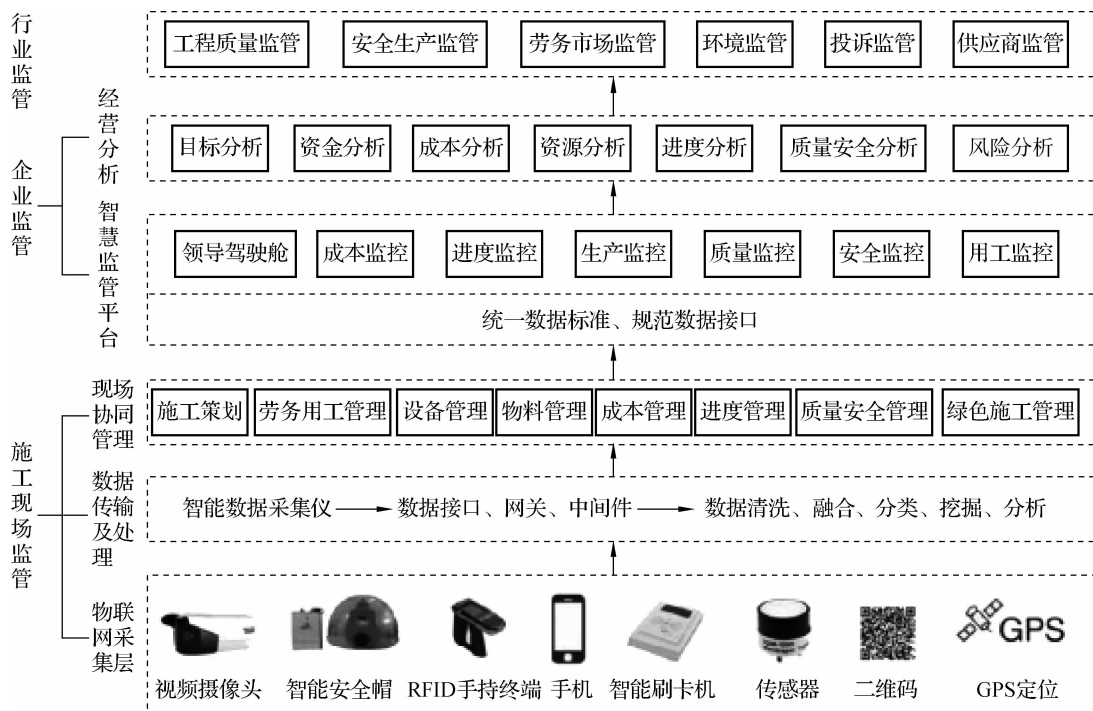 行业监管
工程质量监管 安全生产监管 劳务市场监管 环境监管 投诉监管 供应商监管
企业监管
经营分析
目标分析 资金分析 成本分析 资源分析 进度分析 质量安全分析 风险分析
智慧监管平台
领导驾驶舱 成本监控 进度监控 生产监控 质量监控 安全监控 用工监控
统一数据标准、规范数据接口
施工现场监管
现场
协同
管理
施工策划 劳务用工管理 设备管理 物料管理 成本管理 进度管理 质量安全管理 绿色施工管理
数据
传输
及处
理
智能数据采集仪 数据接口、网关、中间件 数据清洗、融合、分类、挖掘、分析
物联
网采
集层
GPS
视频摄像头 智能安全帽 RFID手持终端 手机 智能刷卡机 传感器 二维码 GPS定位